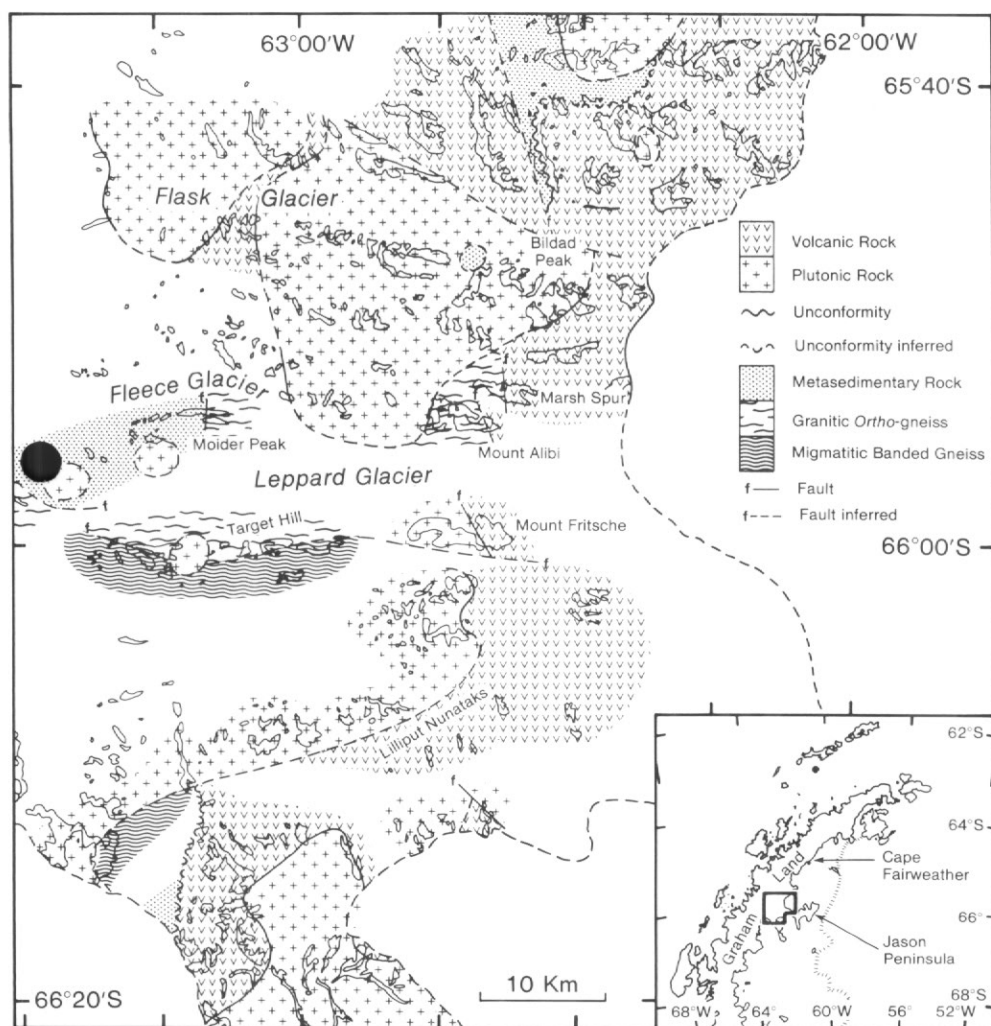 63°00'W
62°00'W
65°40'S
Flask Glacier
Bildad
Peak
Volcanic Rock
Plutonic Rock
Unconformity
Unconformity inferred
Metasedimentary Rock
Granitic Ortho-gneiss
Migmatitic Banded Gneiss
f Fault
f Fault inferred
Fleece Glacier
f
f
Marsh Spur
Moider Peak
Mount Alibi
Leppard Glacier
f
f
f
Target Hill
Mount Fritsche
66°00'S
f
Lilliput Nunataks
f
66°20'S
10 Km
62°S
64°S
Graham Land
Cape
Fairweather
66°
Jason
Peninsula
68°S
68°W 64° 60°W 56° 52°W